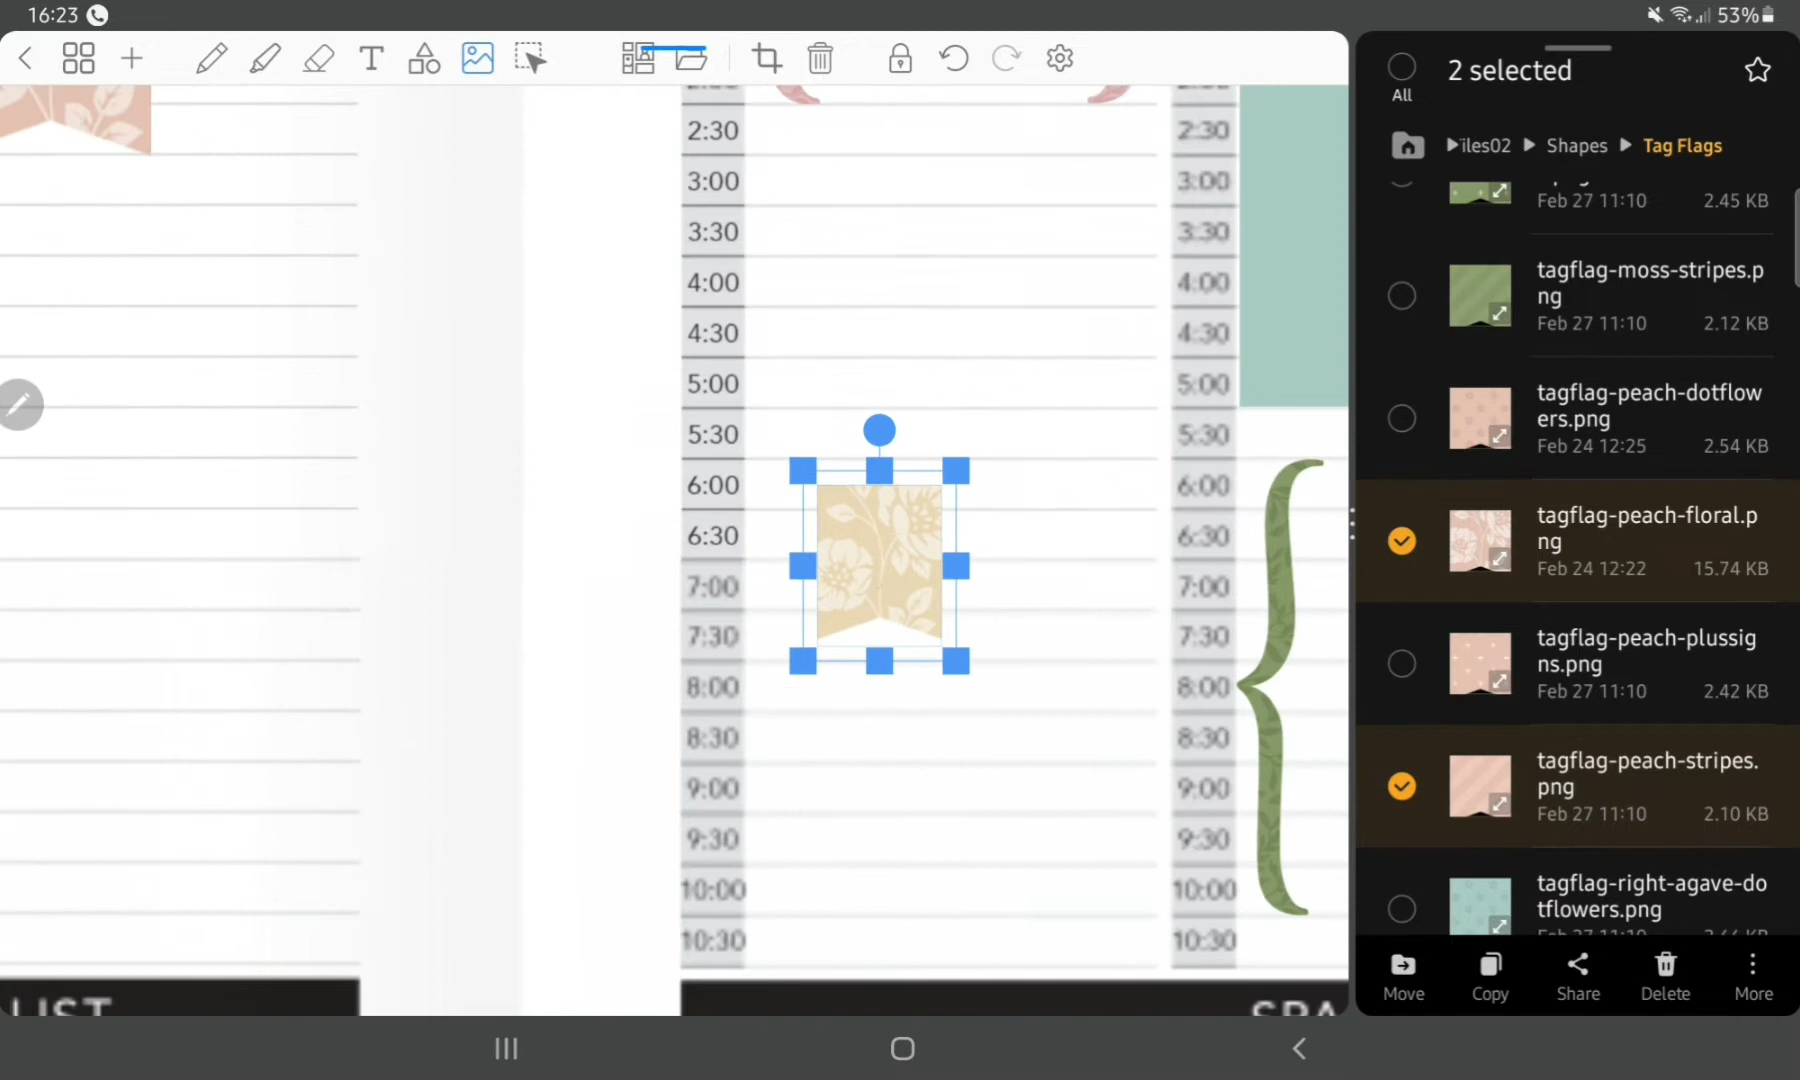 16:23
53%
All
2 selected
iles02 Shapes Tag Flags
Feb 27 11:10 2.45 KB
tagflag-moss-stripes.p
ng
Feb 27 11:10 2.12 KB
tagflag-peach-dotflow
ers.png
Feb 24 12:25 2.54 KB
tagflag-peach-floral.p
ng
Feb 24 12:22 15.74 KB
tagflag-peach-plussig
ns.png
Feb 27 11:10 2.42 KB
tagflag-peach-stripes.
png
Feb 27 11:10 2.10 KB
tagflag-right-agave-do
tflowers.png
Move Copy Share Delete More
2:30 2:30
3:00 3:00
3:30 3:30
4:00 4:00
4:30 4:30
5:00 5:00
5:30 5:30
6:00 6:00
6:30 6:30
7:00 7:00
7:30 7:30
8:00 8:00
8:30 8:30
9:00 9:00
9:30 9:30
10:00 10:00
10:30 10:30
LIST